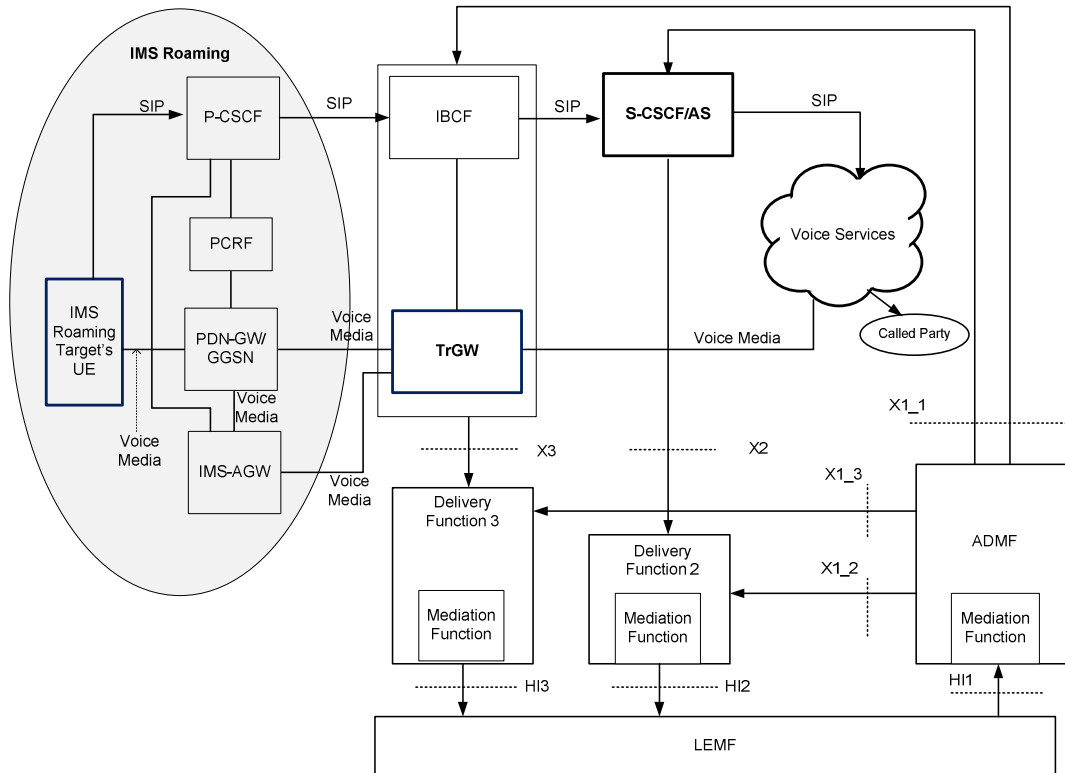 IMS Roaming
SIP
P-CSCF
SIP
IBCF
SIP
S-CSCF/AS
SIP
PCRF
Voice Services
IMS
Roaming
Target's
UE
PDN-GW/
GGSN
Voice
Media
TrGW
Voice Media
Called Party
Voice
Media
Voice
Media
IMS-AGW
Voice
Media
X3
X2
X1_1
X1_3
X1_2
Delivery
Function 3
Mediation
Function
Delivery
Function 2
Mediation
Function
ADMF
Mediation
Function
HI3
HI2
HI1
LEMF